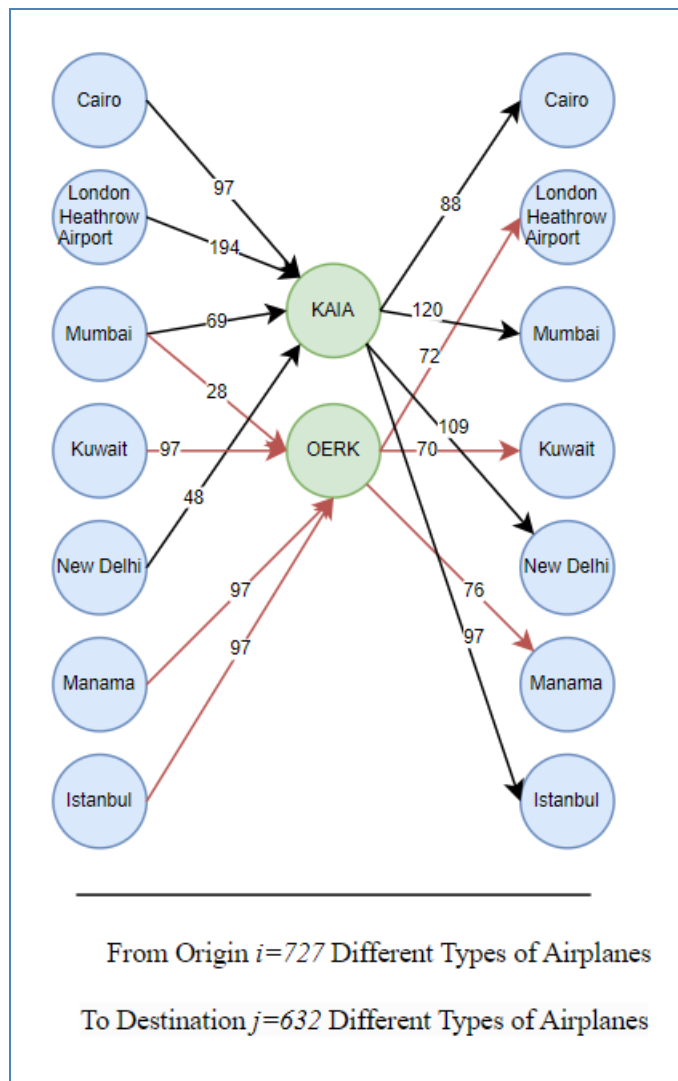 Cairo
Cairo
London
Heathrow
Airport
London
Heathrow
Airport
97
88
194
KAIA
Mumbai
69
120
Mumbai
72
28
109
Kuwait
97
OERK
70
Kuwait
48
New Delhi
New Delhi
97
76
97
97
Manama
Manama
Istanbul
Istanbul
From Origin i=727 Different Types of Airplanes
To Destination j=632 Different Types of Airplanes